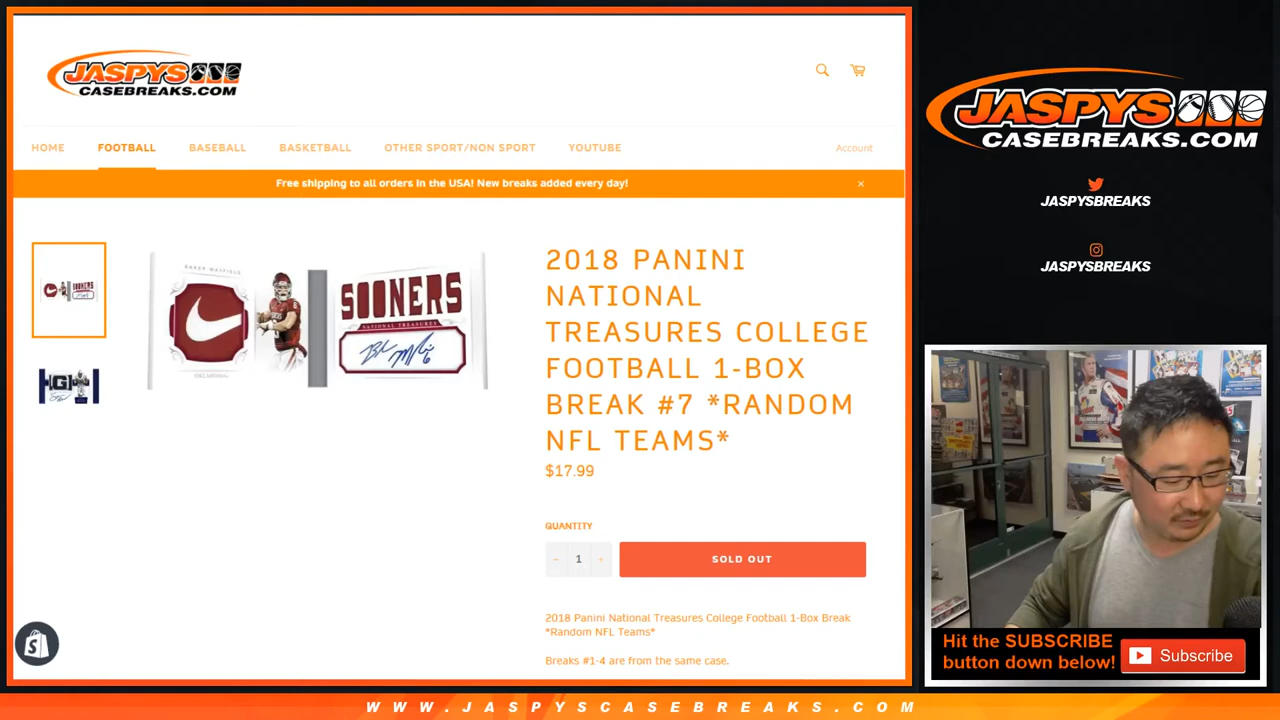 JASPYS
CASEBREAKS.COM
HOME
FOOTBALL
BASEBALL
BASKETBALL
OTHER SPORT/NON SPORT
YOUTUBE
Account
Free shipping to all orders in the USA! New breaks added every day!
BAKER MAYFIELD
SOONERS
NATIONAL TREASURES
OKLAHOMA
SOONERS
G
2018 PANINI
NATIONAL
TREASURES COLLEGE
FOOTBALL 1-BOX
BREAK #7 *RANDOM
NFL TEAMS*
$17.99
QUANTITY
− 1 +
SOLD OUT
2018 Panini National Treasures College Football 1-Box Break
*Random NFL Teams*
Breaks #1-4 are from the same case.
JASPYS
CASEBREAKS.COM
JASPYSBREAKS
JASPYSBREAKS
Hit the SUBSCRIBE
button down below!
Subscribe
WWW.JASPYSCASEBREAKS.COM